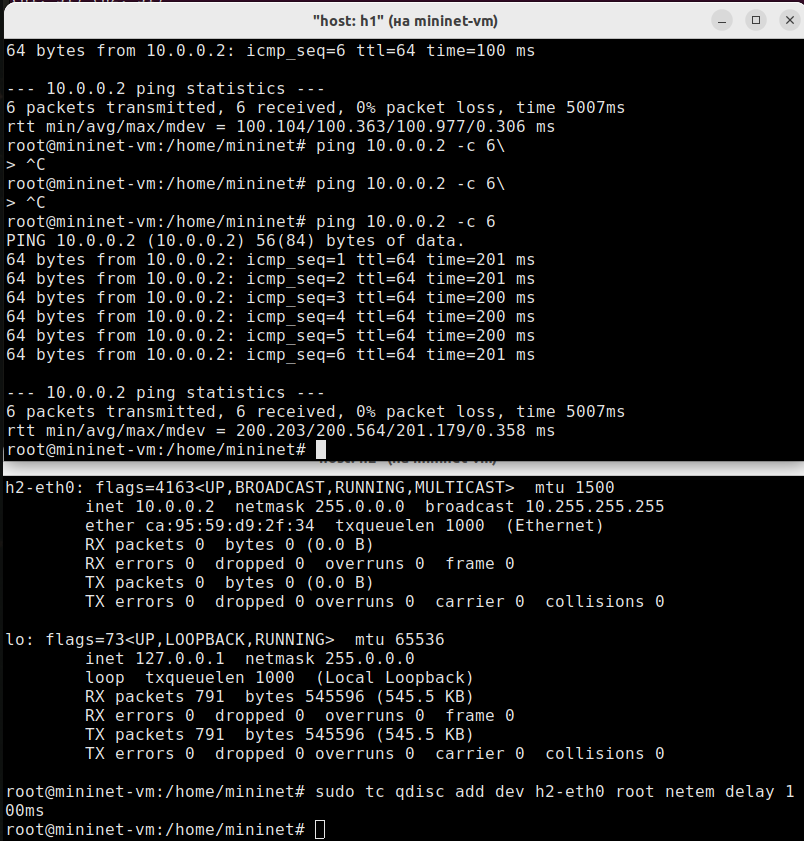 "host: h1" (на mininet-vm)
64 bytes from 10.0.0.2: icmp_seq=6 ttl=64 time=100 ms
--- 10.0.0.2 ping statistics ---
6 packets transmitted, 6 received, 0% packet loss, time 5007ms
rtt min/avg/max/mdev = 100.104/100.363/100.977/0.306 ms
root@mininet-vm:/home/mininet# ping 10.0.0.2 -c 6\
> ^C
root@mininet-vm:/home/mininet# ping 10.0.0.2 -c 6\
> ^C
root@mininet-vm:/home/mininet# ping 10.0.0.2 -c 6
PING 10.0.0.2 (10.0.0.2) 56(84) bytes of data.
64 bytes from 10.0.0.2: icmp_seq=1 ttl=64 time=201 ms
64 bytes from 10.0.0.2: icmp_seq=2 ttl=64 time=201 ms
64 bytes from 10.0.0.2: icmp_seq=3 ttl=64 time=200 ms
64 bytes from 10.0.0.2: icmp_seq=4 ttl=64 time=200 ms
64 bytes from 10.0.0.2: icmp_seq=5 ttl=64 time=200 ms
64 bytes from 10.0.0.2: icmp_seq=6 ttl=64 time=201 ms
--- 10.0.0.2 ping statistics ---
6 packets transmitted, 6 received, 0% packet loss, time 5007ms
rtt min/avg/max/mdev = 200.203/200.564/201.179/0.358 ms
root@mininet-vm:/home/mininet#
h2-eth0: flags=4163<UP,BROADCAST,RUNNING,MULTICAST>  mtu 1500
inet 10.0.0.2  netmask 255.0.0.0  broadcast 10.255.255.255
ether ca:95:59:d9:2f:34  txqueuelen 1000  (Ethernet)
RX packets 0  bytes 0 (0.0 B)
RX errors 0  dropped 0  overruns 0  frame 0
TX packets 0  bytes 0 (0.0 B)
TX errors 0  dropped 0 overruns 0  carrier 0  collisions 0
lo: flags=73<UP,LOOPBACK,RUNNING>  mtu 65536
inet 127.0.0.1  netmask 255.0.0.0
loop  txqueuelen 1000  (Local Loopback)
RX packets 791  bytes 545596 (545.5 KB)
RX errors 0  dropped 0  overruns 0  frame 0
TX packets 791  bytes 545596 (545.5 KB)
TX errors 0  dropped 0 overruns 0  carrier 0  collisions 0
root@mininet-vm:/home/mininet# sudo tc qdisc add dev h2-eth0 root netem delay 1
00ms
root@mininet-vm:/home/mininet#